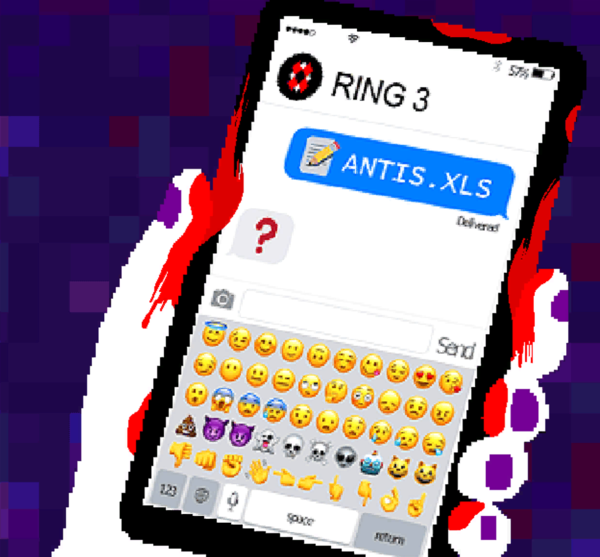 57%
RING 3
ANTIS.XLS
Delivered
?
Send
123
space
return